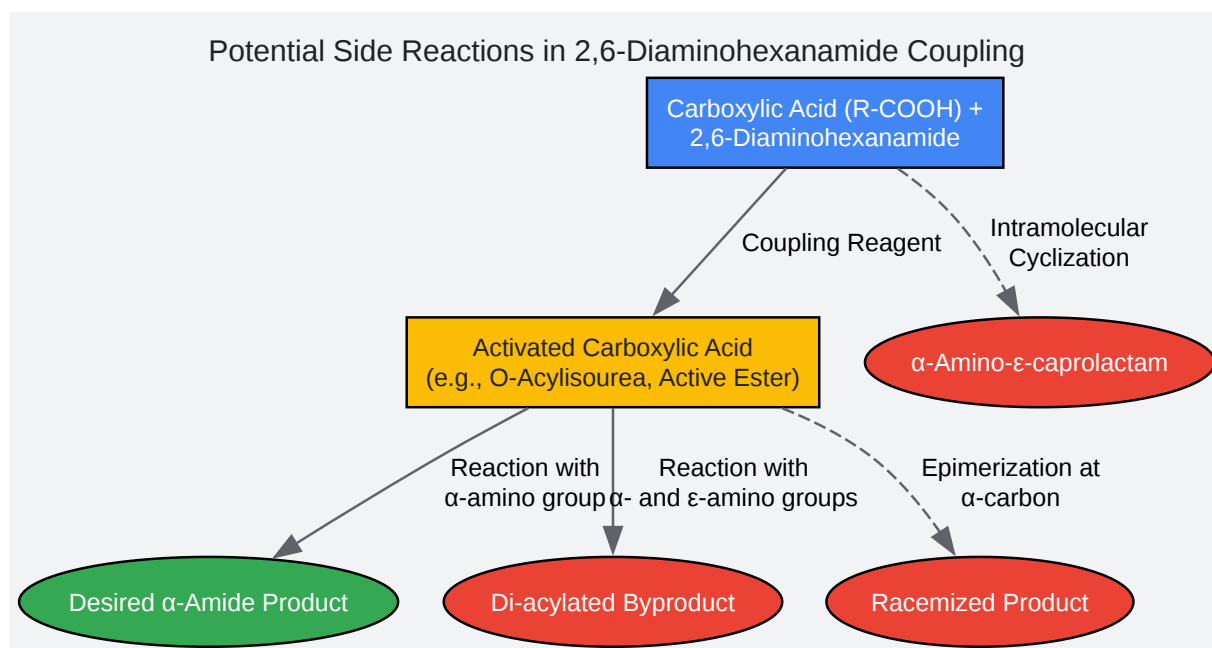 Potential Side Reactions in 2,6-Diaminohexanamide Coupling
Carboxylic Acid (R-COOH) +
2,6-Diaminohexanamide
Coupling Reagent
Intramolecular
Cyclization
Activated Carboxylic Acid
(e.g., O-Acylisourea, Active Ester)
α-Amino-ε-caprolactam
Reaction with
α-amino group
Reaction with
α- and ε-amino groups
Epimerization at
α-carbon
Desired α-Amide Product
Di-acylated Byproduct
Racemized Product